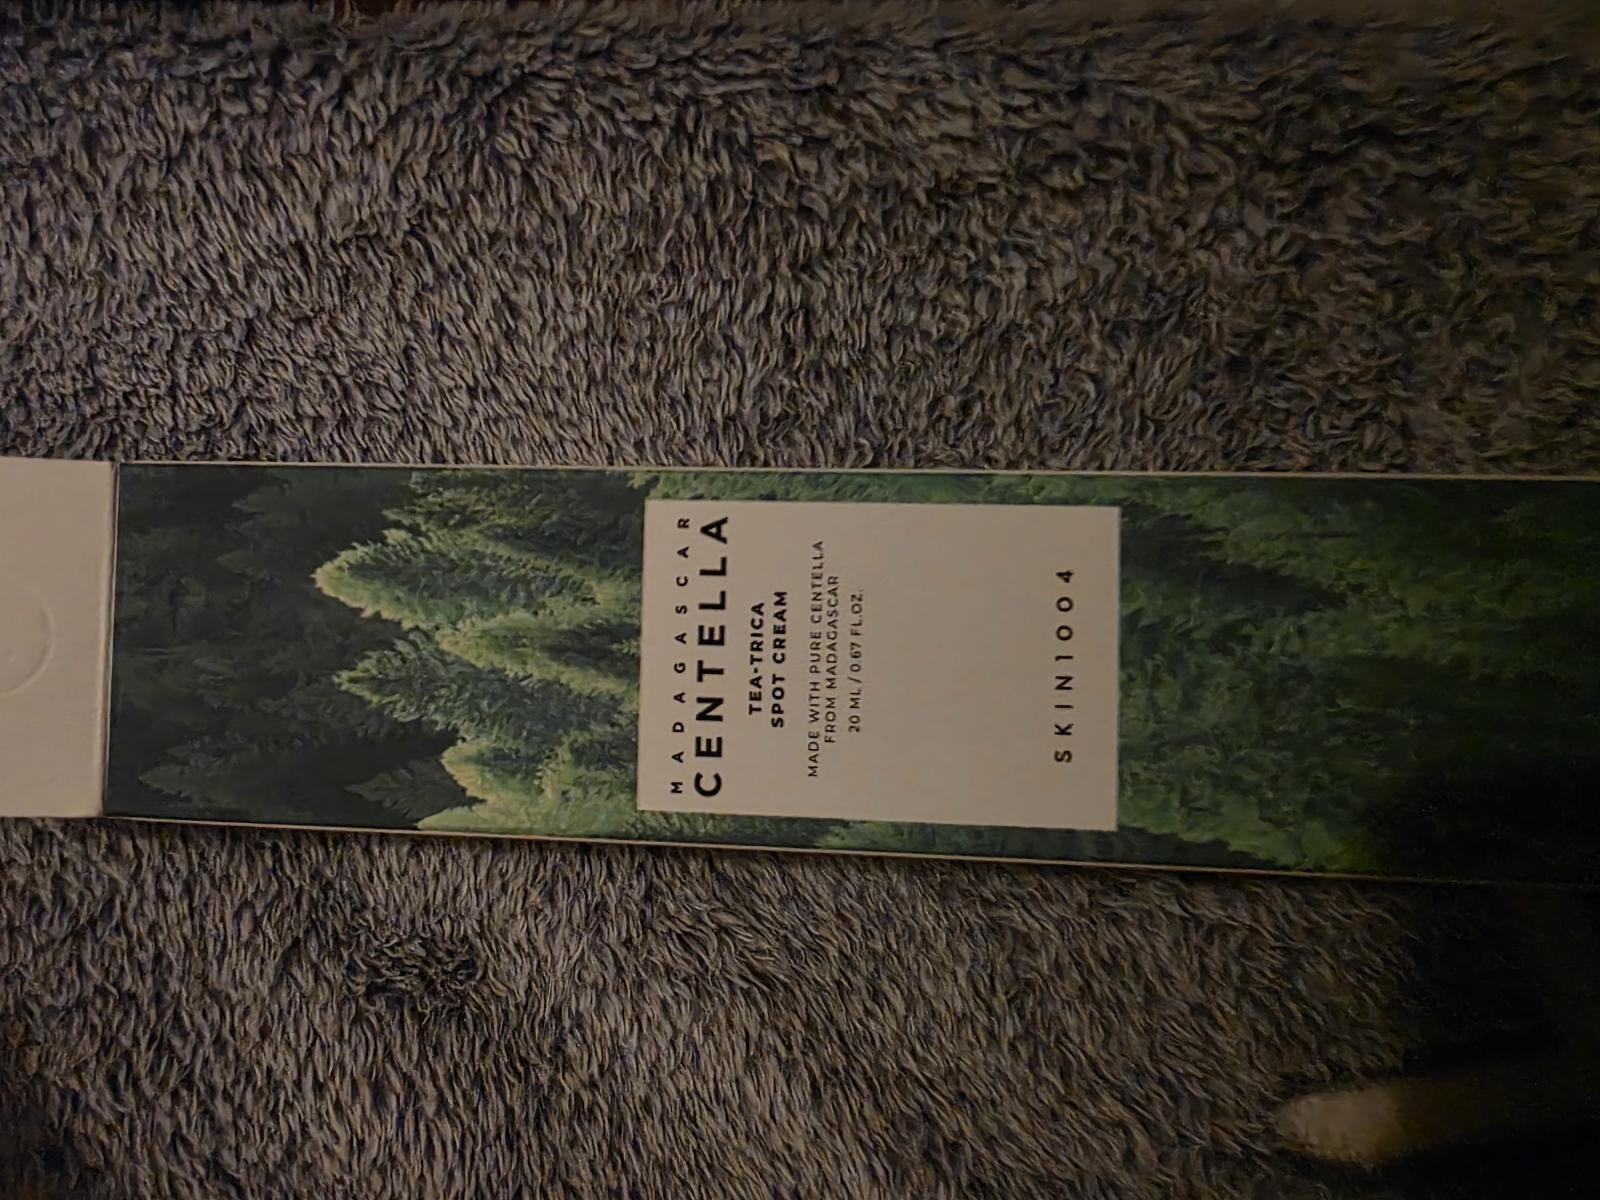 MADAGASCAR
CENTELLA
TEA-TRICA
SPOT CREAM
MADE WITH PURE CENTELLA
FROM MADAGASCAR
20 ML / 0.67 FL.OZ.
SKIN1004